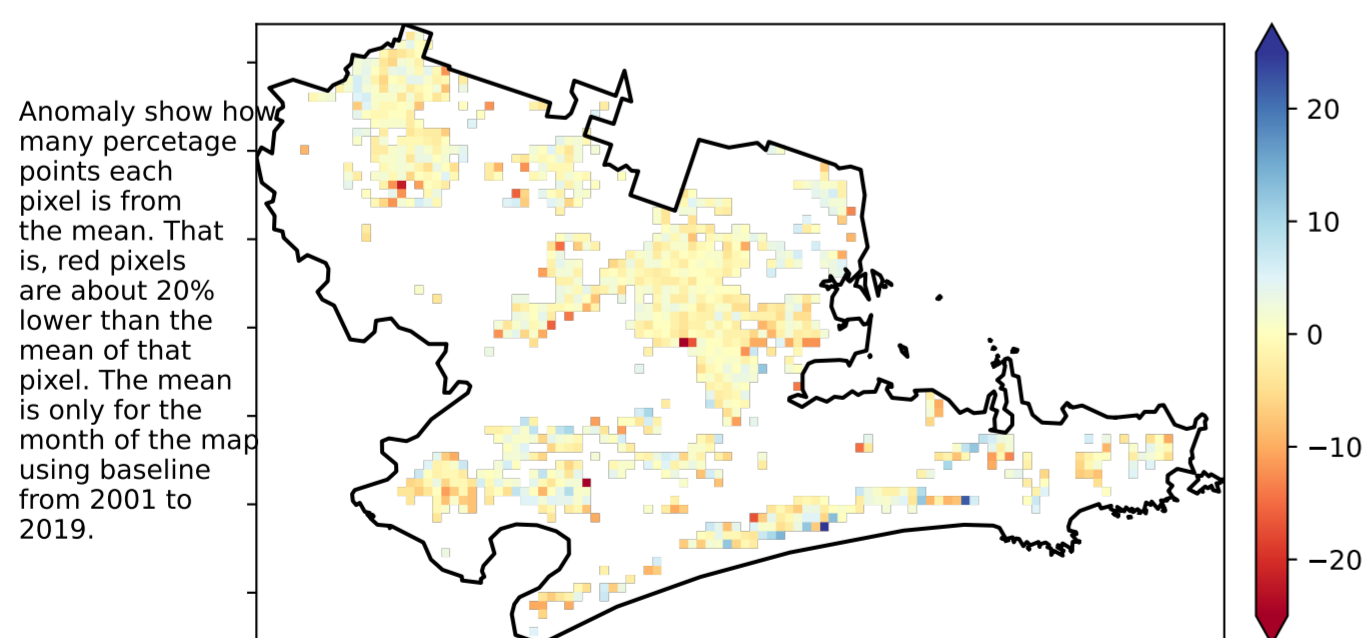 Anomaly show how
many percetage
points each
pixel is from
the mean. That
is, red pixels
are about 20%
lower than the
mean of that
pixel. The mean
is only for the
month of the map
using baseline
from 2001 to
2019.
20
10
0
−10
−20